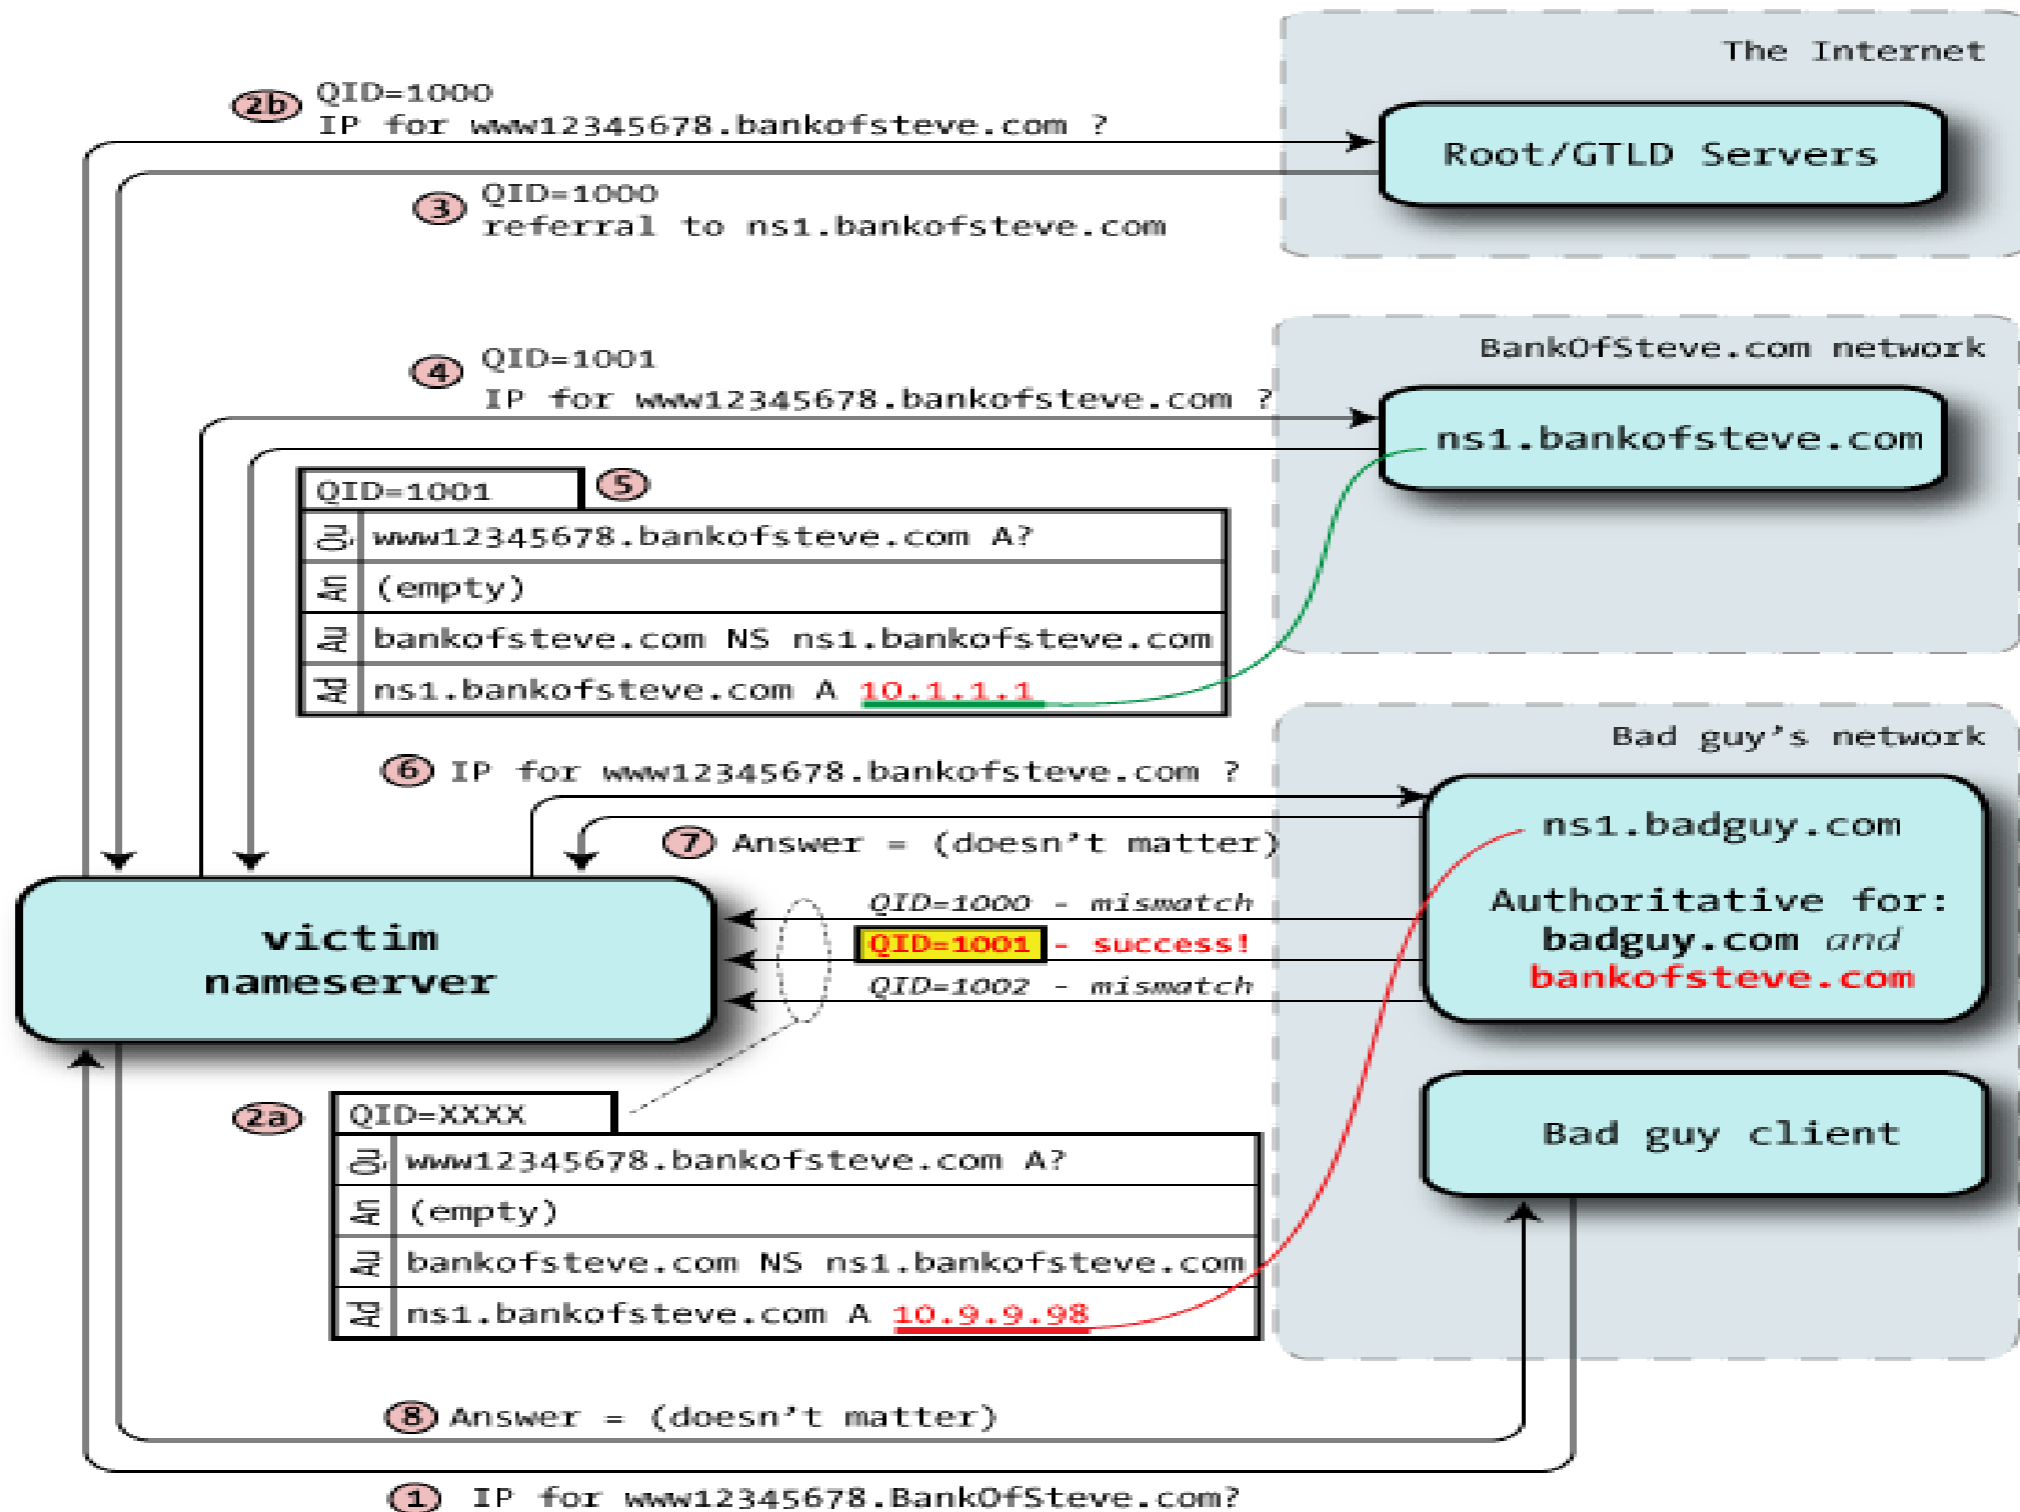 The Internet
2b
QID=1000
IP for www12345678.bankofsteve.com ?
Root/GTLD Servers
3
QID=1000
referral to ns1.bankofsteve.com
BankOfSteve.com network
4
QID=1001
IP for www12345678.bankofsteve.com ?
ns1.bankofsteve.com
QID=1001
5
Qu www12345678.bankofsteve.com A?
An (empty)
Au bankofsteve.com NS ns1.bankofsteve.com
Ad ns1.bankofsteve.com A 10.1.1.1
Bad guy’s network
6 IP for www12345678.bankofsteve.com ?
ns1.badguy.com
7 Answer = (doesn’t matter)
Authoritative for:
badguy.com and
bankofsteve.com
QID=1000 - mismatch
QID=1001 - success!
QID=1002 - mismatch
victim
nameserver
2a
QID=XXXX
Qu www12345678.bankofsteve.com A?
An (empty)
Au bankofsteve.com NS ns1.bankofsteve.com
Ad ns1.bankofsteve.com A 10.9.9.98
Bad guy client
8 Answer = (doesn’t matter)
1 IP for www12345678.BankOfSteve.com?